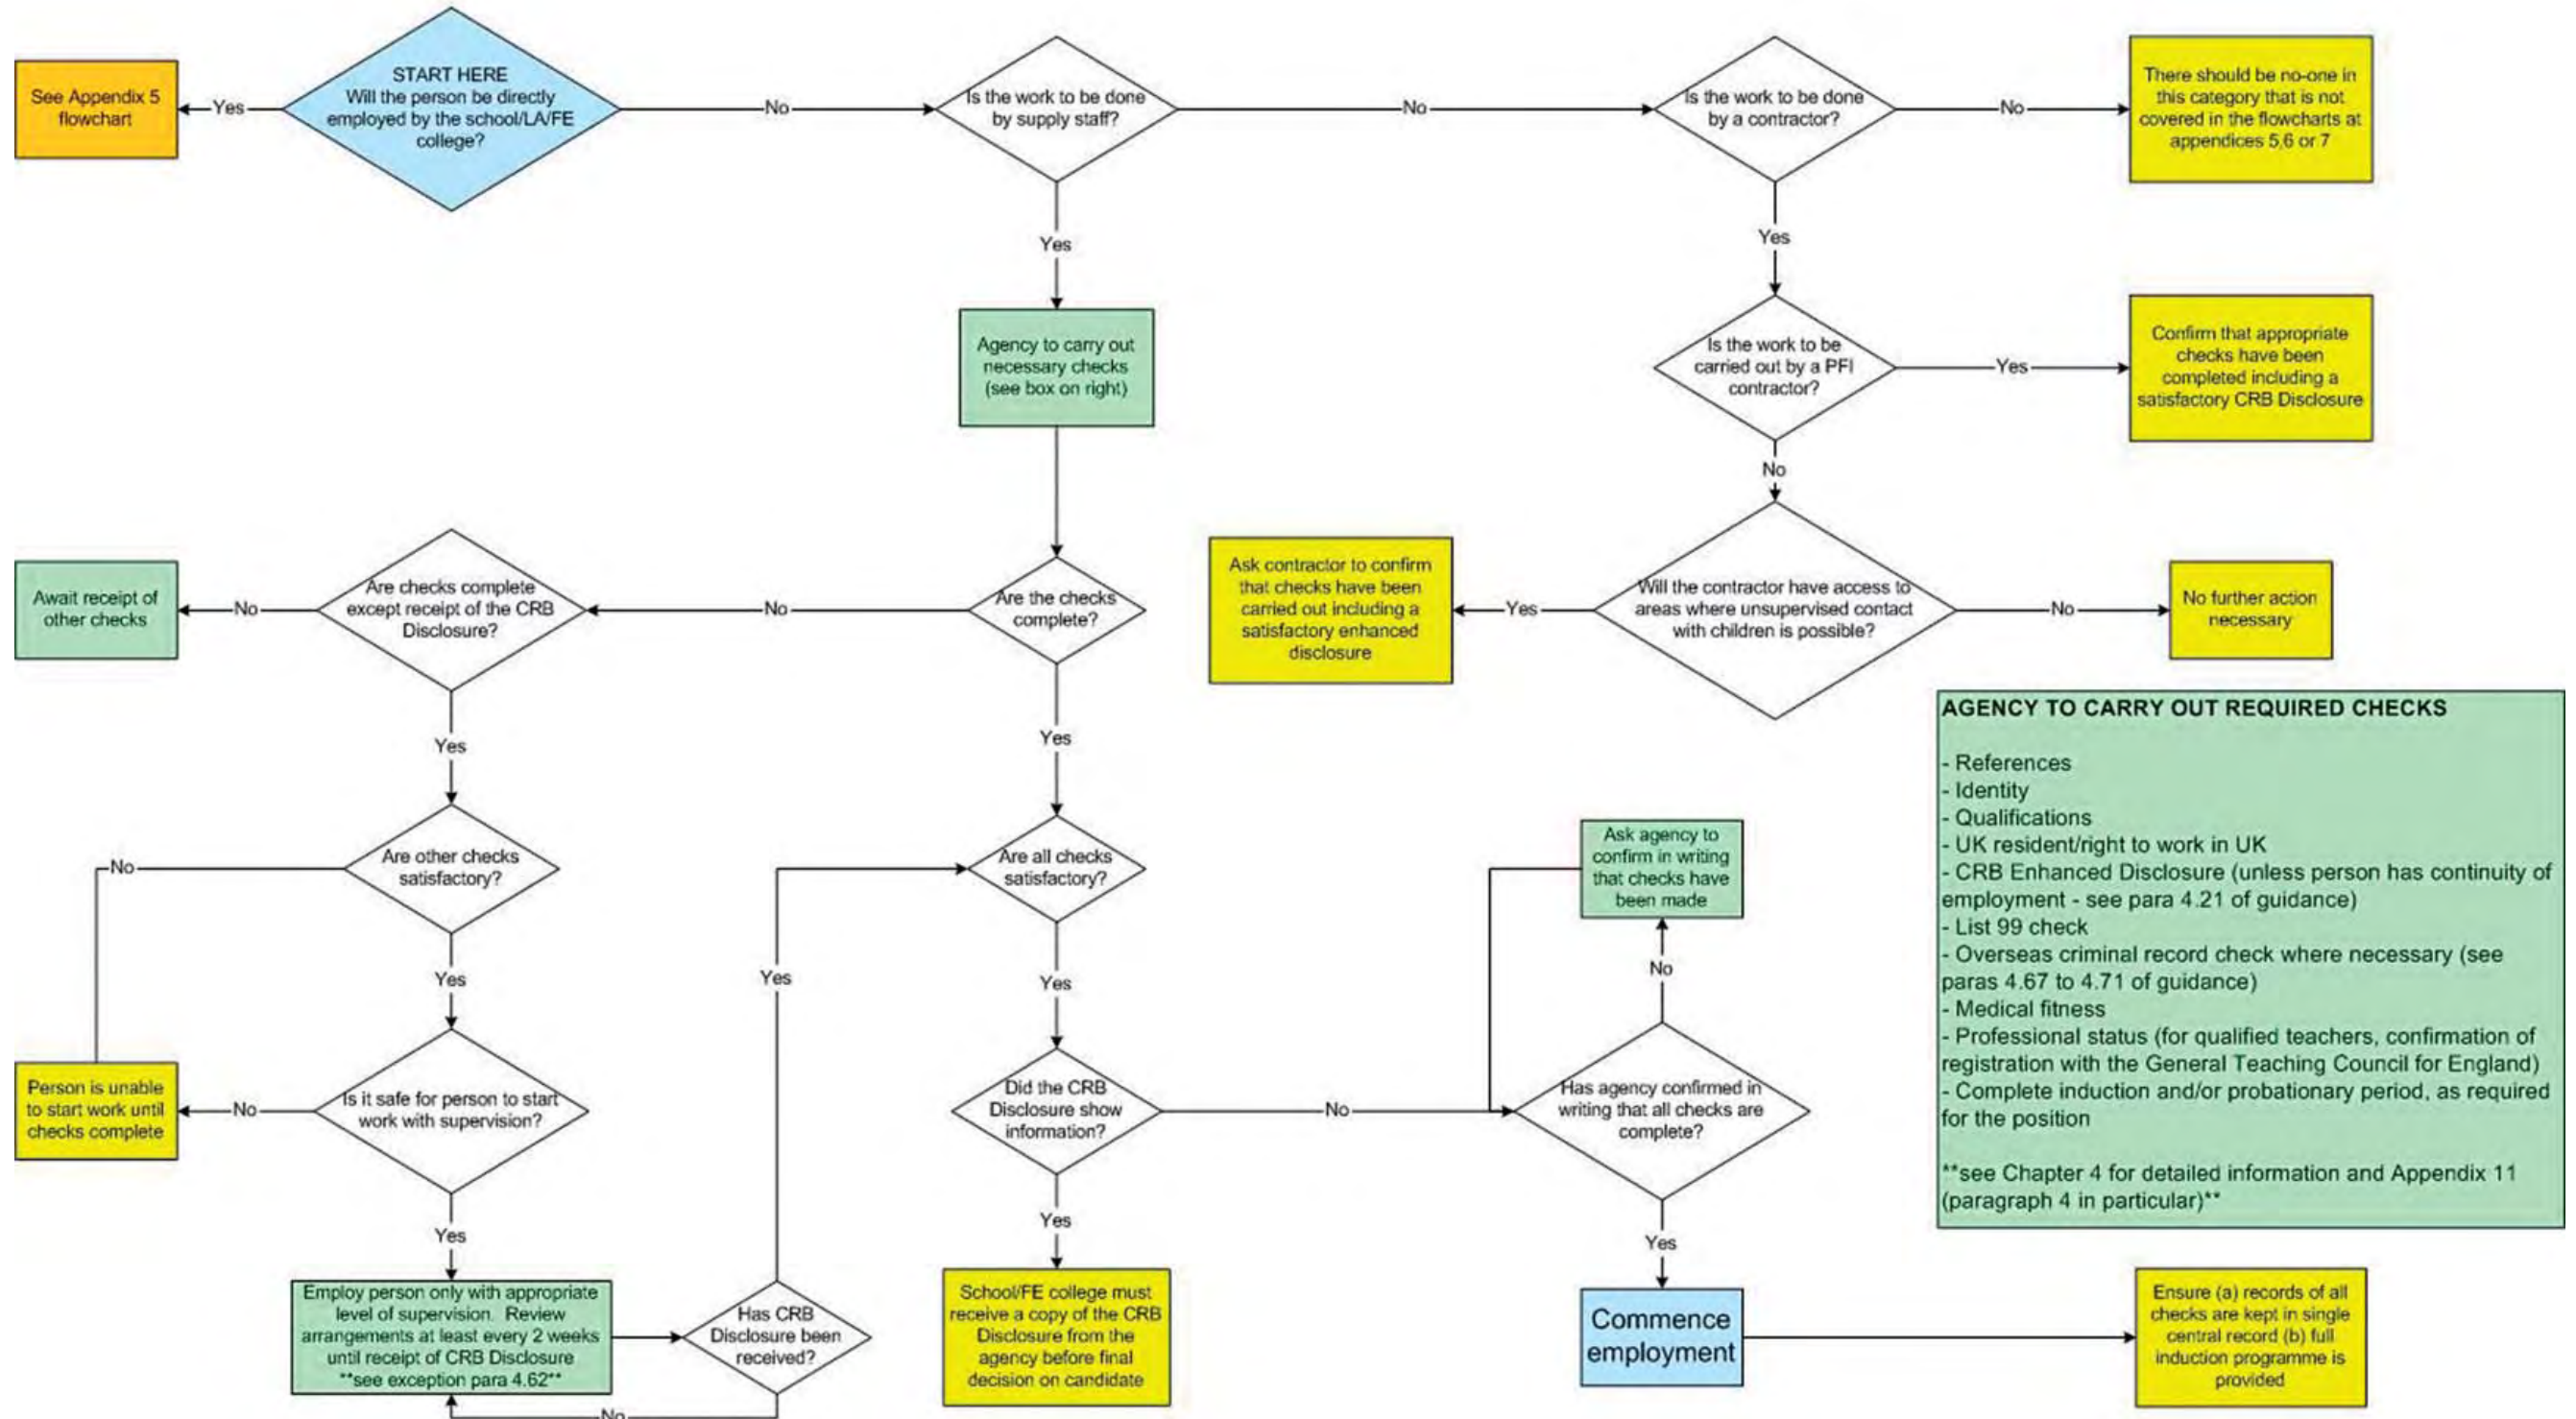 See Appendix 5
flowchart
Yes
START HERE
Will the person be directly
employed by the school/LA/FE
college?
No
Is the work to be done
by supply staff?
No
Is the work to be done
by a contractor?
No
There should be no-one in
this category that is not
covered in the flowcharts at
appendices 5,6 or 7
Yes
Yes
Agency to carry out
necessary checks
(see box on right)
Is the work to be
carried out by a PFI
contractor?
Yes
Confirm that appropriate
checks have been
completed including a
satisfactory CRB Disclosure
No
Await receipt of
other checks
No
Are checks complete
except receipt of the CRB
Disclosure?
No
Are the checks
complete?
Ask contractor to confirm
that checks have been
carried out including a
satisfactory enhanced
disclosure
Yes
Will the contractor have access to
areas where unsupervised contact
with children is possible?
No
No further action
necessary
Yes
Yes
AGENCY TO CARRY OUT REQUIRED CHECKS
- References
- Identity
- Qualifications
- UK resident/right to work in UK
- CRB Enhanced Disclosure (unless person has continuity of
employment - see para 4.21 of guidance)
- List 99 check
- Overseas criminal record check where necessary (see
paras 4.67 to 4.71 of guidance)
- Medical fitness
- Professional status (for qualified teachers, confirmation of
registration with the General Teaching Council for England)
- Complete induction and/or probationary period, as required
for the position
**see Chapter 4 for detailed information and Appendix 11
(paragraph 4 in particular)**
No
Are other checks
satisfactory?
Are all checks
satisfactory?
Ask agency to
confirm in writing
that checks have
been made
Yes
Yes
Yes
No
Person is unable
to start work until
checks complete
No
Is it safe for person to start
work with supervision?
Did the CRB
Disclosure show
information?
No
Has agency confirmed in
writing that all checks are
complete?
Yes
Yes
Yes
Employ person only with appropriate
level of supervision. Review
arrangements at least every 2 weeks
until receipt of CRB Disclosure
**see exception para 4.62**
Has CRB
Disclosure been
received?
No
School/FE college must
receive a copy of the CRB
Disclosure from the
agency before final
decision on candidate
Commence
employment
Ensure (a) records of all
checks are kept in single
central record (b) full
induction programme is
provided